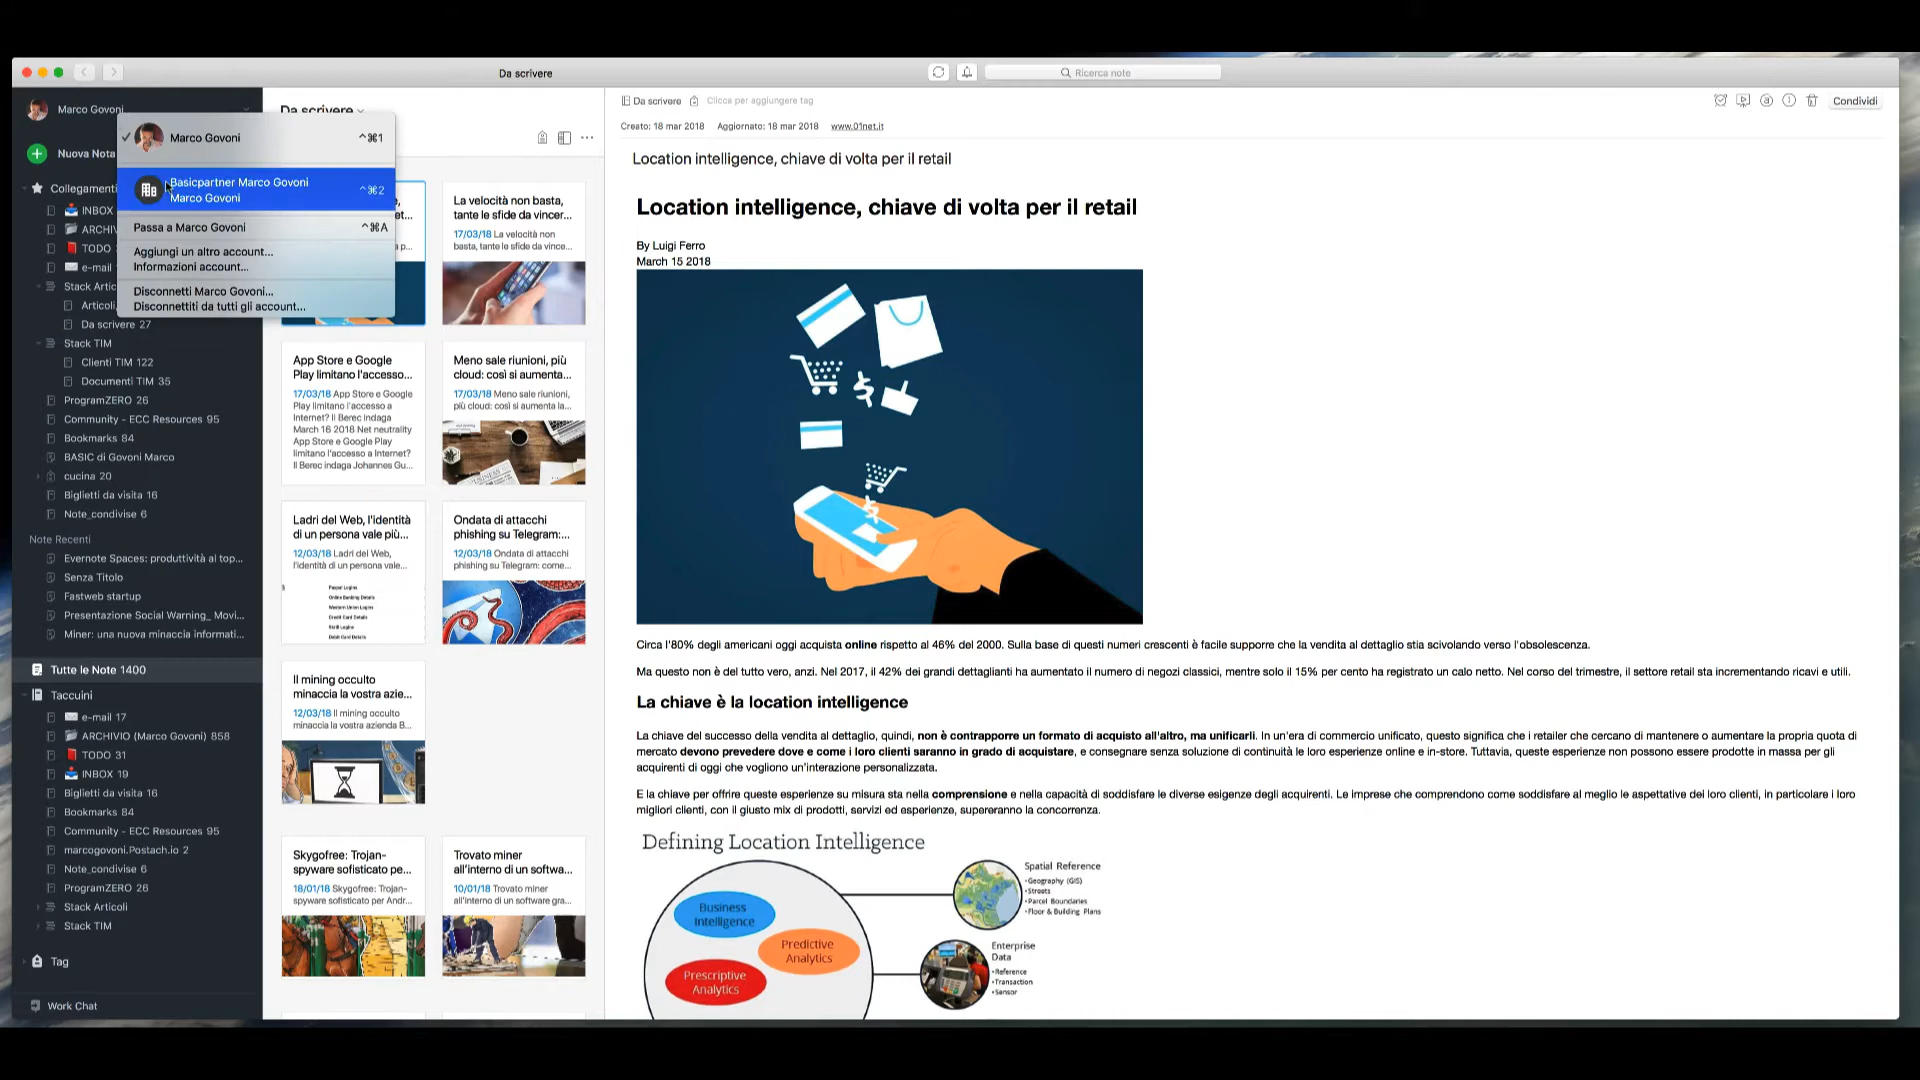 Da scrivere
Ricerca note
Marco Govoni
Nuova Nota
Collegamenti
INBOX
ARCHIV
TODO
e-mail
Stack Artic
Articoli
Da scrivere 27
Stack TIM
Clienti TIM 122
Documenti TIM 35
ProgramZERO 26
Community - ECC Resources 95
Bookmarks 84
BASIC di Govoni Marco
cucina 20
Biglietti da visita 16
Note_condivise 6
Note Recenti
Evernote Spaces: produttività al top...
Senza Titolo
Fastweb startup
Presentazione Social Warning_ Movi...
Miner: una nuova minaccia informati...
Tutte le Note 1400
Taccuini
e-mail 17
ARCHIVIO (Marco Govoni) 858
TODO 31
INBOX 19
Biglietti da visita 16
Bookmarks 84
Community - ECC Resources 95
marcogovoni.Postach.io 2
Note_condivise 6
ProgramZERO 26
Stack Articoli
Stack TIM
Tag
Work Chat
Marco Govoni ^⌘1
Basicpartner Marco Govoni
Marco Govoni ^⌘2
Passa a Marco Govoni ^⌘A
Aggiungi un altro account...
Informazioni account...
Disconnetti Marco Govoni...
Disconnettiti da tutti gli account...
Da scrivere
La velocità non basta,
tante le sfide da vincer...
17/03/18 La velocità non
basta, tante le sfide da vince...
App Store e Google
Play limitano l'accesso...
17/03/18 App Store e Google
Play limitano l'accesso a
Internet? Il Berec indaga
March 16 2018 Net neutrality
App Store e Google Play
limitano l'accesso a Internet?
Il Berec indaga Johannes Gu...
Meno sale riunioni, più
cloud: così si aumenta...
17/03/18 Meno sale riunioni,
più cloud: così si aumenta la...
Ladri del Web, l'identità
di un persona vale più...
12/03/18 Ladri del Web,
l'identità di un persona vale...
Paypal Logins
Online Banking Details
Western Union Logins
Credit Card Details
Skrill Logins
Debit Card Details
Ondata di attacchi
phishing su Telegram:...
12/03/18 Ondata di attacchi
phishing su Telegram: come...
Il mining occulto
minaccia la vostra azie...
12/03/18 Il mining occulto
minaccia la vostra azienda B...
Skygofree: Trojan-
spyware sofisticato pe...
18/01/18 Skygofree: Trojan-
spyware sofisticato per Andr...
Trovato miner
all'interno di un softwa...
10/01/18 Trovato miner
all'interno di un software gra...
Da scrivere Clicca per aggiungere tag
Condividi
Creato: 18 mar 2018 Aggiornato: 18 mar 2018 www.01net.it
Location intelligence, chiave di volta per il retail
Location intelligence, chiave di volta per il retail
By Luigi Ferro
March 15 2018
Circa l'80% degli americani oggi acquista online rispetto al 46% del 2000. Sulla base di questi numeri crescenti è facile supporre che la vendita al dettaglio stia scivolando verso l'obsolescenza.
Ma questo non è del tutto vero, anzi. Nel 2017, il 42% dei grandi dettaglianti ha aumentato il numero di negozi classici, mentre solo il 15% per cento ha registrato un calo netto. Nel corso del trimestre, il settore retail sta incrementando ricavi e utili.
La chiave è la location intelligence
La chiave del successo della vendita al dettaglio, quindi, non è contrapporre un formato di acquisto all'altro, ma unificarli. In un'era di commercio unificato, questo significa che i retailer che cercano di mantenere o aumentare la propria quota di
mercato devono prevedere dove e come i loro clienti saranno in grado di acquistare, e consegnare senza soluzione di continuità le loro esperienze online e in-store. Tuttavia, queste esperienze non possono essere prodotte in massa per gli
acquirenti di oggi che vogliono un'interazione personalizzata.
E la chiave per offrire queste esperienze su misura sta nella comprensione e nella capacità di soddisfare le diverse esigenze degli acquirenti. Le imprese che comprendono come soddisfare al meglio le aspettative dei loro clienti, in particolare i loro
migliori clienti, con il giusto mix di prodotti, servizi ed esperienze, supereranno la concorrenza.
Defining Location Intelligence
Business
Intelligence
Predictive
Analytics
Prescriptive
Analytics
Spatial Reference
•Geography (GIS)
•Streets
•Parcel Boundaries
•Floor & Building Plans
Enterprise
Data
•Reference
•Transaction
•Sensor